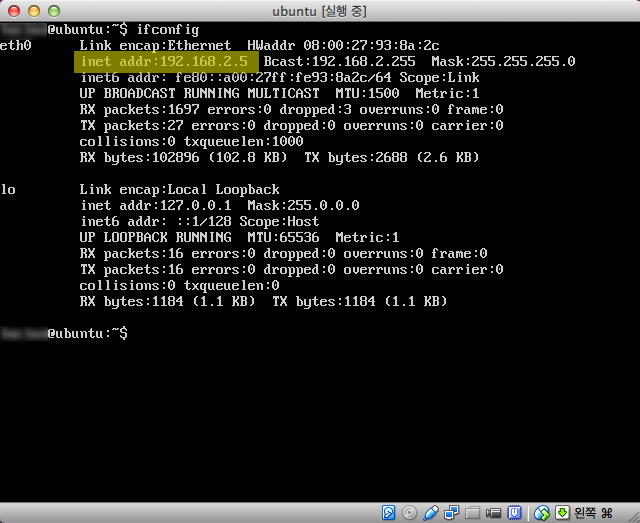 ubuntu [실행 중]
@ubuntu:~$ ifconfig
eth0 Link encap:Ethernet HWaddr 08:00:27:93:8a:2c
inet addr:192.168.2.5 Bcast:192.168.2.255 Mask:255.255.255.0
inet6 addr: fe80::a00:27ff:fe93:8a2c/64 Scope:Link
UP BROADCAST RUNNING MULTICAST MTU:1500 Metric:1
RX packets:1697 errors:0 dropped:3 overruns:0 frame:0
TX packets:27 errors:0 dropped:0 overruns:0 carrier:0
collisions:0 txqueuelen:1000
RX bytes:102896 (102.8 KB) TX bytes:2688 (2.6 KB)
lo Link encap:Local Loopback
inet addr:127.0.0.1 Mask:255.0.0.0
inet6 addr: ::1/128 Scope:Host
UP LOOPBACK RUNNING MTU:65536 Metric:1
RX packets:16 errors:0 dropped:0 overruns:0 frame:0
TX packets:16 errors:0 dropped:0 overruns:0 carrier:0
collisions:0 txqueuelen:0
RX bytes:1184 (1.1 KB) TX bytes:1184 (1.1 KB)
@ubuntu:~$
왼쪽 ⌘